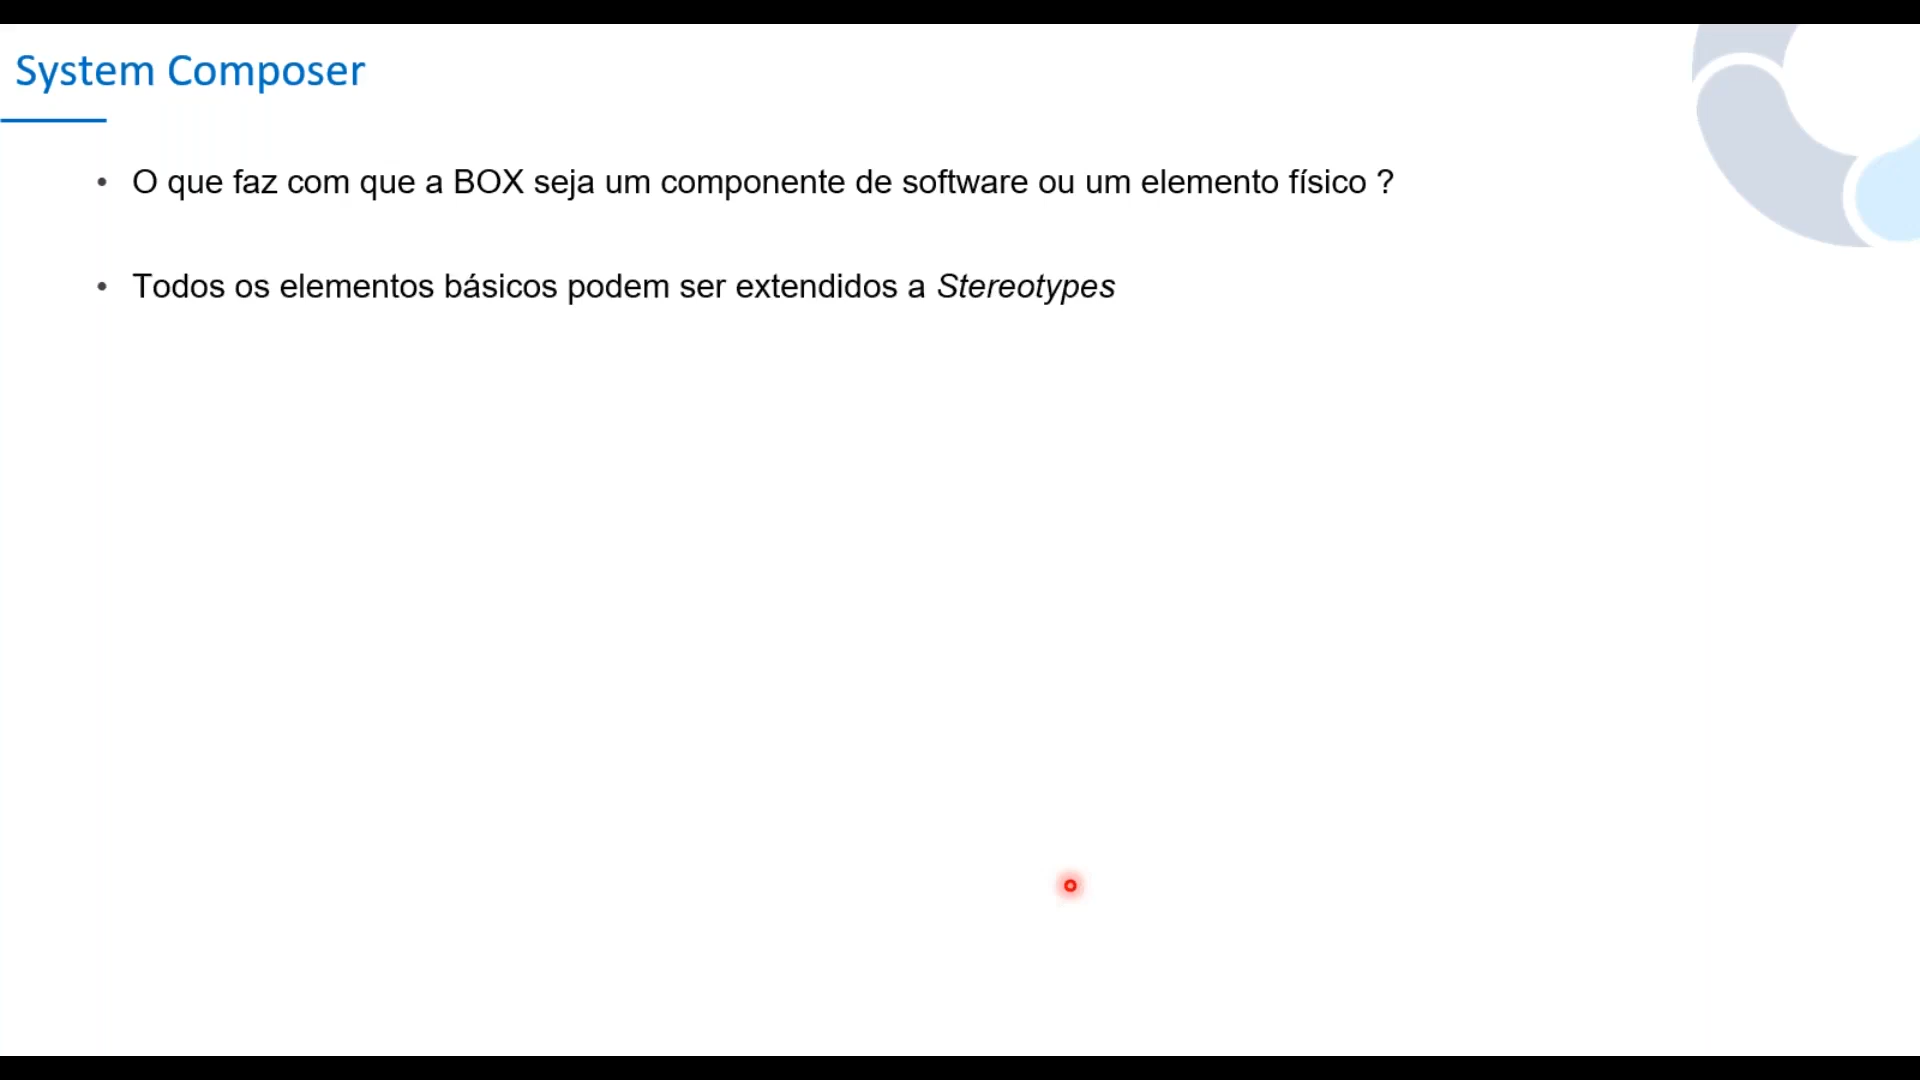 System Composer
• O que faz com que a BOX seja um componente de software ou um elemento físico ?
• Todos os elementos básicos podem ser extendidos a Stereotypes